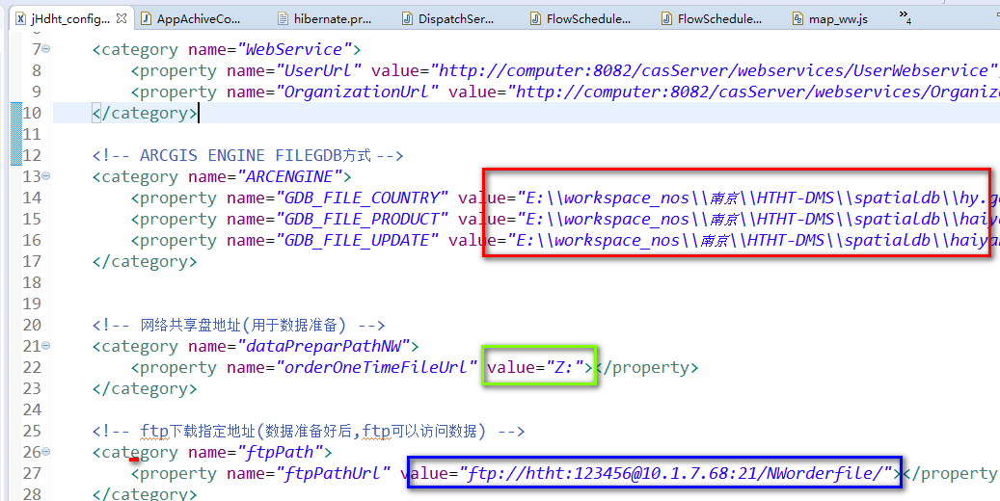 jHdht_config...
AppAchiveCo...
hibernate.pr...
DispatchSer...
FlowSchedule...
FlowSchedule...
map_ww.js
»4
7 <category name="WebService">
8 <property name="UserUrl" value="http://computer:8082/casServer/webservices/UserWebservice"
9 <property name="OrganizationUrl" value="http://computer:8082/casServer/webservices/Organiz
10 </category>
11
12 <!-- ARCGIS ENGINE FILEGDB方式 -->
13 <category name="ARCENGINE">
14 <property name="GDB_FILE_COUNTRY" value="E:\\workspace_nos\\南京\\HTHT-DMS\\spatialdb\\hy.g
15 <property name="GDB_FILE_PRODUCT" value="E:\\workspace_nos\\南京\\HTHT-DMS\\spatialdb\\haiy
16 <property name="GDB_FILE_UPDATE" value="E:\\workspace_nos\\南京\\HTHT-DMS\\spatialdb\\haiya
17 </category>
18
19
20 <!-- 网络共享盘地址(用于数据准备) -->
21 <category name="dataPreparPathNW">
22 <property name="orderOneTimeFileUrl" value="Z:"></property>
23 </category>
24
25 <!-- ftp下载指定地址(数据准备好后,ftp可以访问数据) -->
26 <category name="ftpPath">
27 <property name="ftpPathUrl" value="ftp://htht:123456@10.1.7.68:21/NWorderfile/"></property
28 </category>